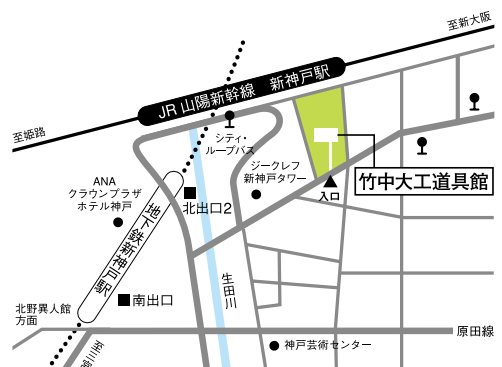 至新大阪
JR 山陽新幹線　新神戸駅
至姫路
シティ・
ループバス
ジークレフ
新神戸タワー
竹中大工道具館
入口
ANA
クラウンプラザ
ホテル神戸
北出口2
地下鉄新神戸駅
生田川
南出口
北野異人館
方面
原田線
至三宮
神戸芸術センター